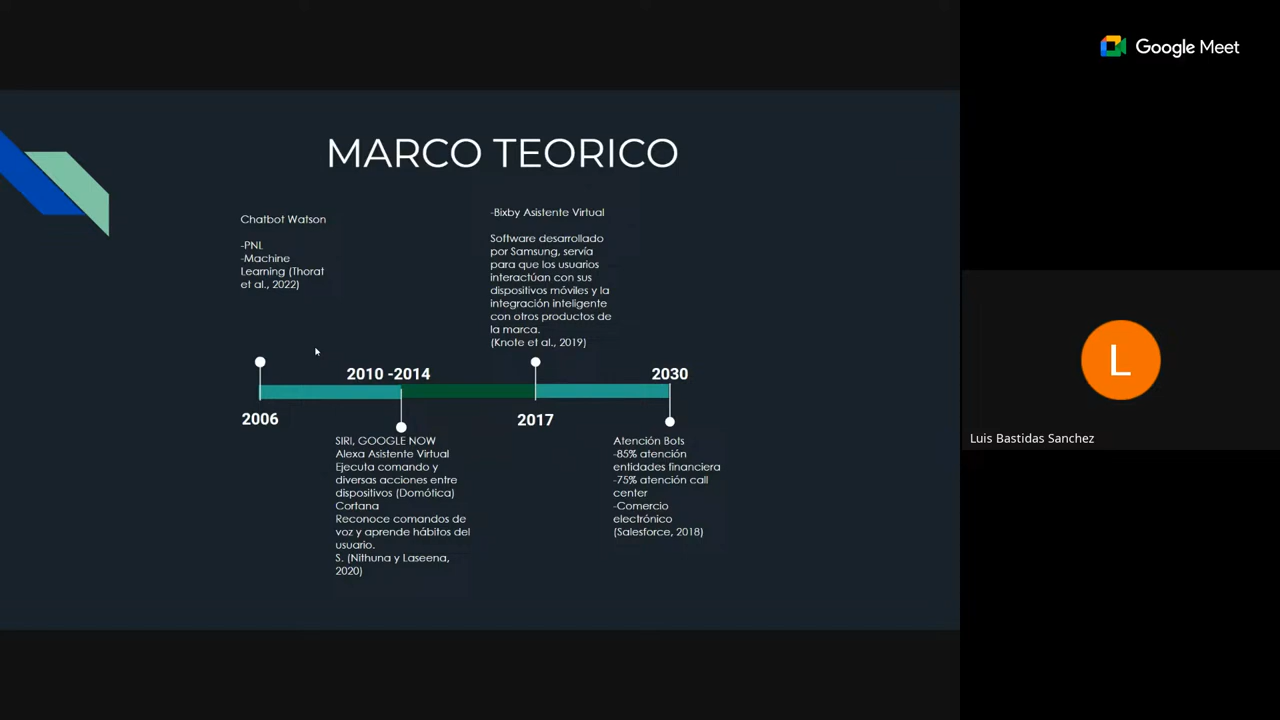 Google Meet
MARCO TEORICO
Chatbot Watson
-PNL
-Machine
Learning (Thorat
et al., 2022)
-Bixby Asistente Virtual
Software desarrollado
por Samsung, servía
para que los usuarios
interactúan con sus
dispositivos móviles y la
integración inteligente
con otros productos de
la marca.
(Knote et al., 2019)
2010 -2014
2030
2006
2017
SIRI, GOOGLE NOW
Alexa Asistente Virtual
Ejecuta comando y
diversas acciones entre
dispositivos (Domótica)
Cortana
Reconoce comandos de
voz y aprende hábitos del
usuario.
S. (Nithuna y Laseena,
2020)
Atención Bots
-85% atención
entidades financiera
-75% atención call
center
-Comercio
electrónico
(Salesforce, 2018)
L
Luis Bastidas Sanchez